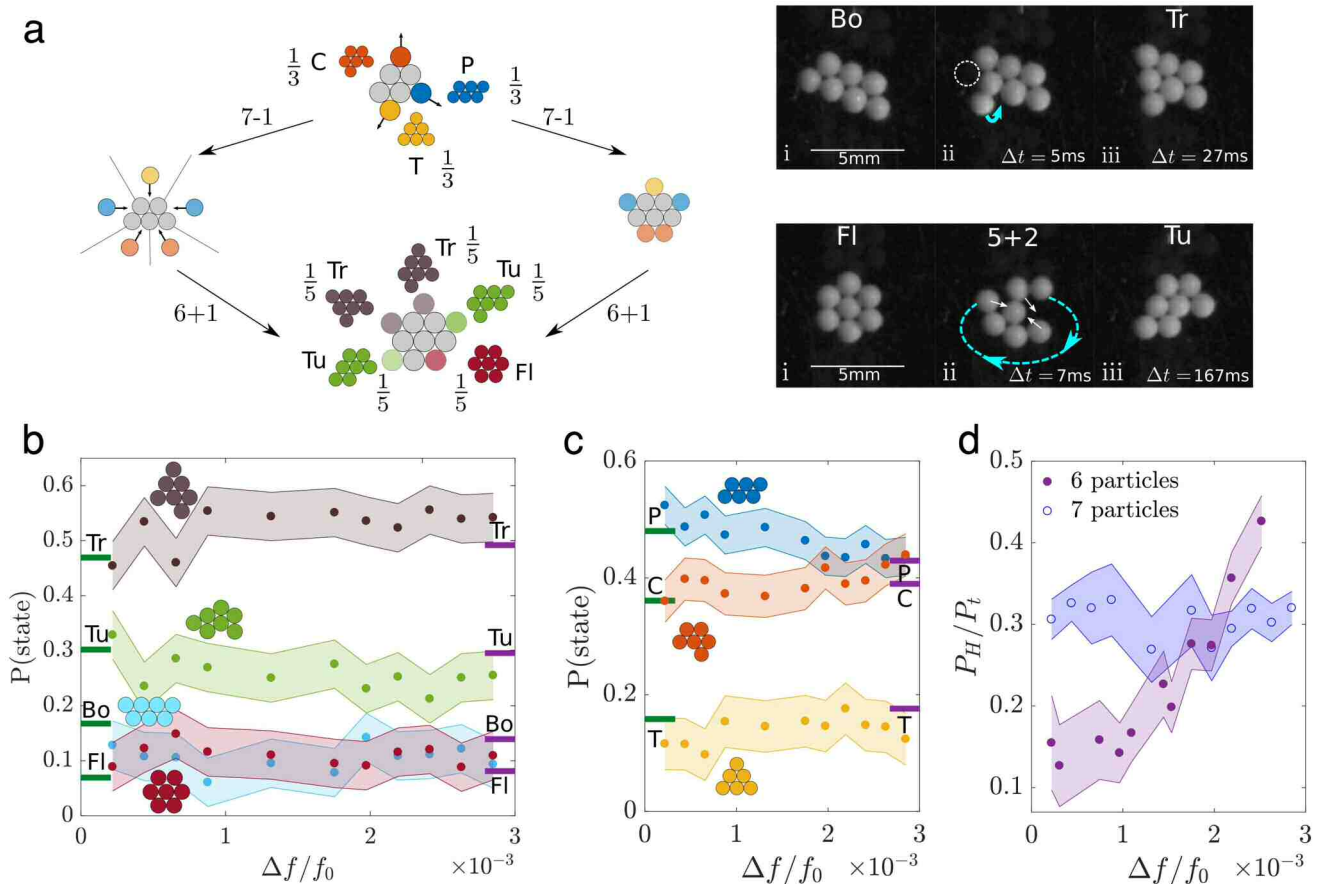 a
1/3 C
P 1/3
T 1/3
7-1
7-1
6+1
6+1
1/5 Tr
Tr 1/5
Tu 1/5
Tu 1/5
1/5 Fl
Bo
Tr
i
5mm
ii
Δt = 5ms
iii
Δt = 27ms
Fl
5+2
Tu
i
5mm
ii
Δt = 7ms
iii
Δt = 167ms
b
P(state)
0.6
0.5
0.4
0.3
0.2
0.1
0
Tr
Tu
Bo
Fl
Tr
Tu
Bo
Fl
0
1
2
3
Δf/f₀
×10⁻³
c
P(state)
0.6
0.4
0.2
0
P
C
T
P
C
T
0
1
2
3
Δf/f₀
×10⁻³
d
P_H/P_t
0.5
0.4
0.3
0.2
0.1
6 particles
7 particles
0
1
2
3
Δf/f₀
×10⁻³